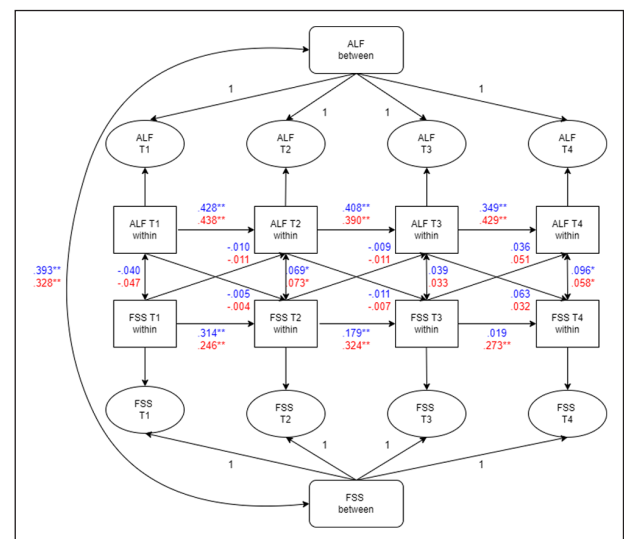 ALF
between
1
1
1
1
ALF
T1
ALF
T2
ALF
T3
ALF
T4
.428**
.438**
.408**
.390**
.349**
.429**
ALF T1
within
ALF T2
within
ALF T3
within
ALF T4
within
-.010
-.011
-.009
-.011
.036
.051
.393**
.328**
-.040
-.047
.069*
.073*
.039
.033
.096*
.058*
-.005
-.004
-.011
-.007
.063
.032
FSS T1
within
FSS T2
within
FSS T3
within
FSS T4
within
.314**
.246**
.179**
.324**
.019
.273**
FSS
T1
FSS
T2
FSS
T3
FSS
T4
1
1
1
1
FSS
between